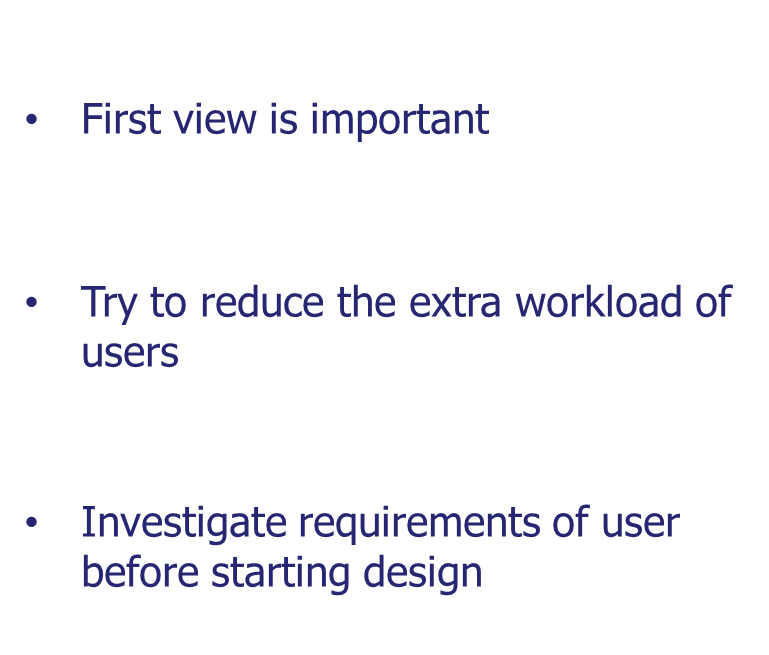 • First view is important
• Try to reduce the extra workload of
users
• Investigate requirements of user
before starting design